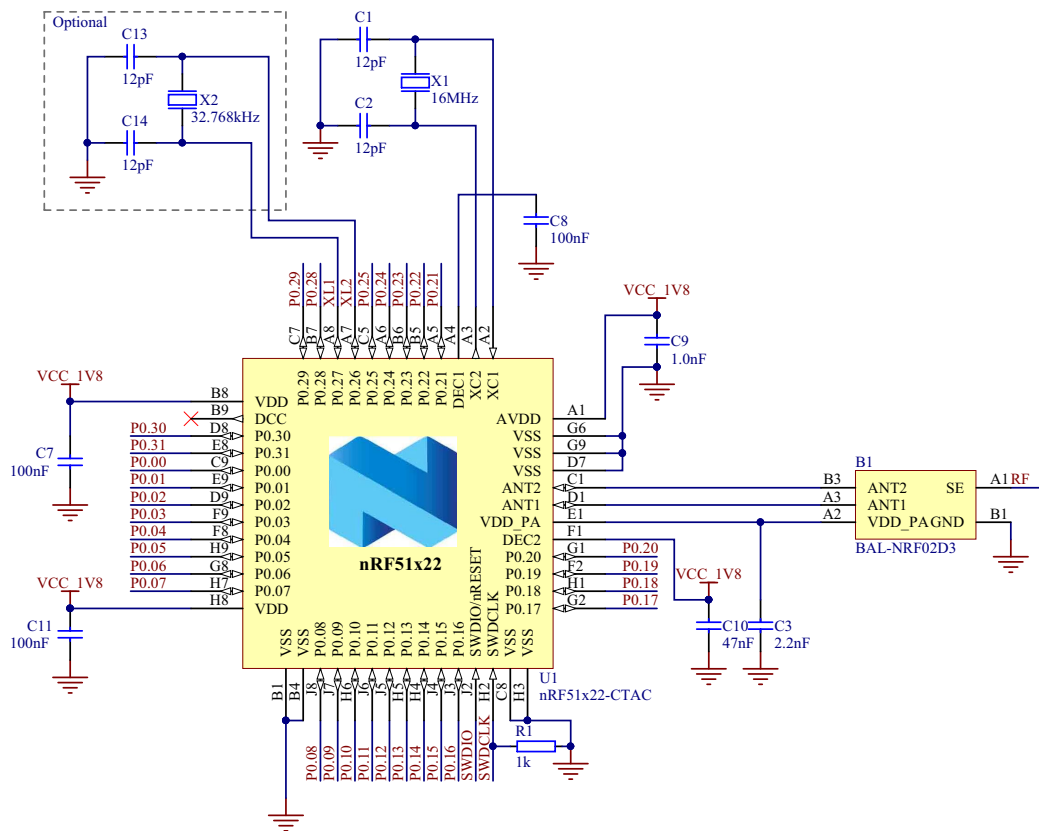 Optional
C13
12pF
X2
32.768kHz
C14
12pF
C1
12pF
X1
16MHz
C2
12pF
C8
100nF
P0.29
P0.28
XL1
XL2
P0.25
P0.24
P0.23
P0.22
P0.21
C7
B7
A8
A7
C5
A6
B6
B5
A5
A4
A3
A2
P0.29
P0.28
P0.27
P0.26
P0.25
P0.24
P0.23
P0.22
P0.21
DEC1
XC2
XC1
VCC_1V8
C9
1.0nF
VCC_1V8
C7
100nF
B8 VDD
B9 DCC
P0.30 D8 P0.30
P0.31 E8 P0.31
P0.00 C9 P0.00
P0.01 E9 P0.01
P0.02 D9 P0.02
P0.03 F9 P0.03
P0.04 F8 P0.04
P0.05 H9 P0.05
P0.06 G8 P0.06
P0.07 H7 P0.07
H8 VDD
VCC_1V8
C11
100nF
nRF51x22
AVDD A1
VSS G6
VSS G9
VSS D7
ANT2 C1
ANT1 D1
VDD_PA E1
DEC2 F1
P0.20 G1 P0.20
P0.19 F2 P0.19
P0.18 H1 P0.18
P0.17 G2 P0.17
B1
B3 ANT2 SE A1 RF
A3 ANT1
A2 VDD_PA GND B1
BAL-NRF02D3
VCC_1V8
C10
47nF
C3
2.2nF
VSS
VSS
P0.08
P0.09
P0.10
P0.11
P0.12
P0.13
P0.14
P0.15
P0.16
SWDIO/nRESET
SWDCLK
VSS
VSS
U1
nRF51x22-CTAC
B1
B4
J8
J7
H6
J6
J5
H5
H4
J4
J3
J2
H2
C8
H3
P0.08
P0.09
P0.10
P0.11
P0.12
P0.13
P0.14
P0.15
P0.16
SWDIO
SWDCLK
R1
1k